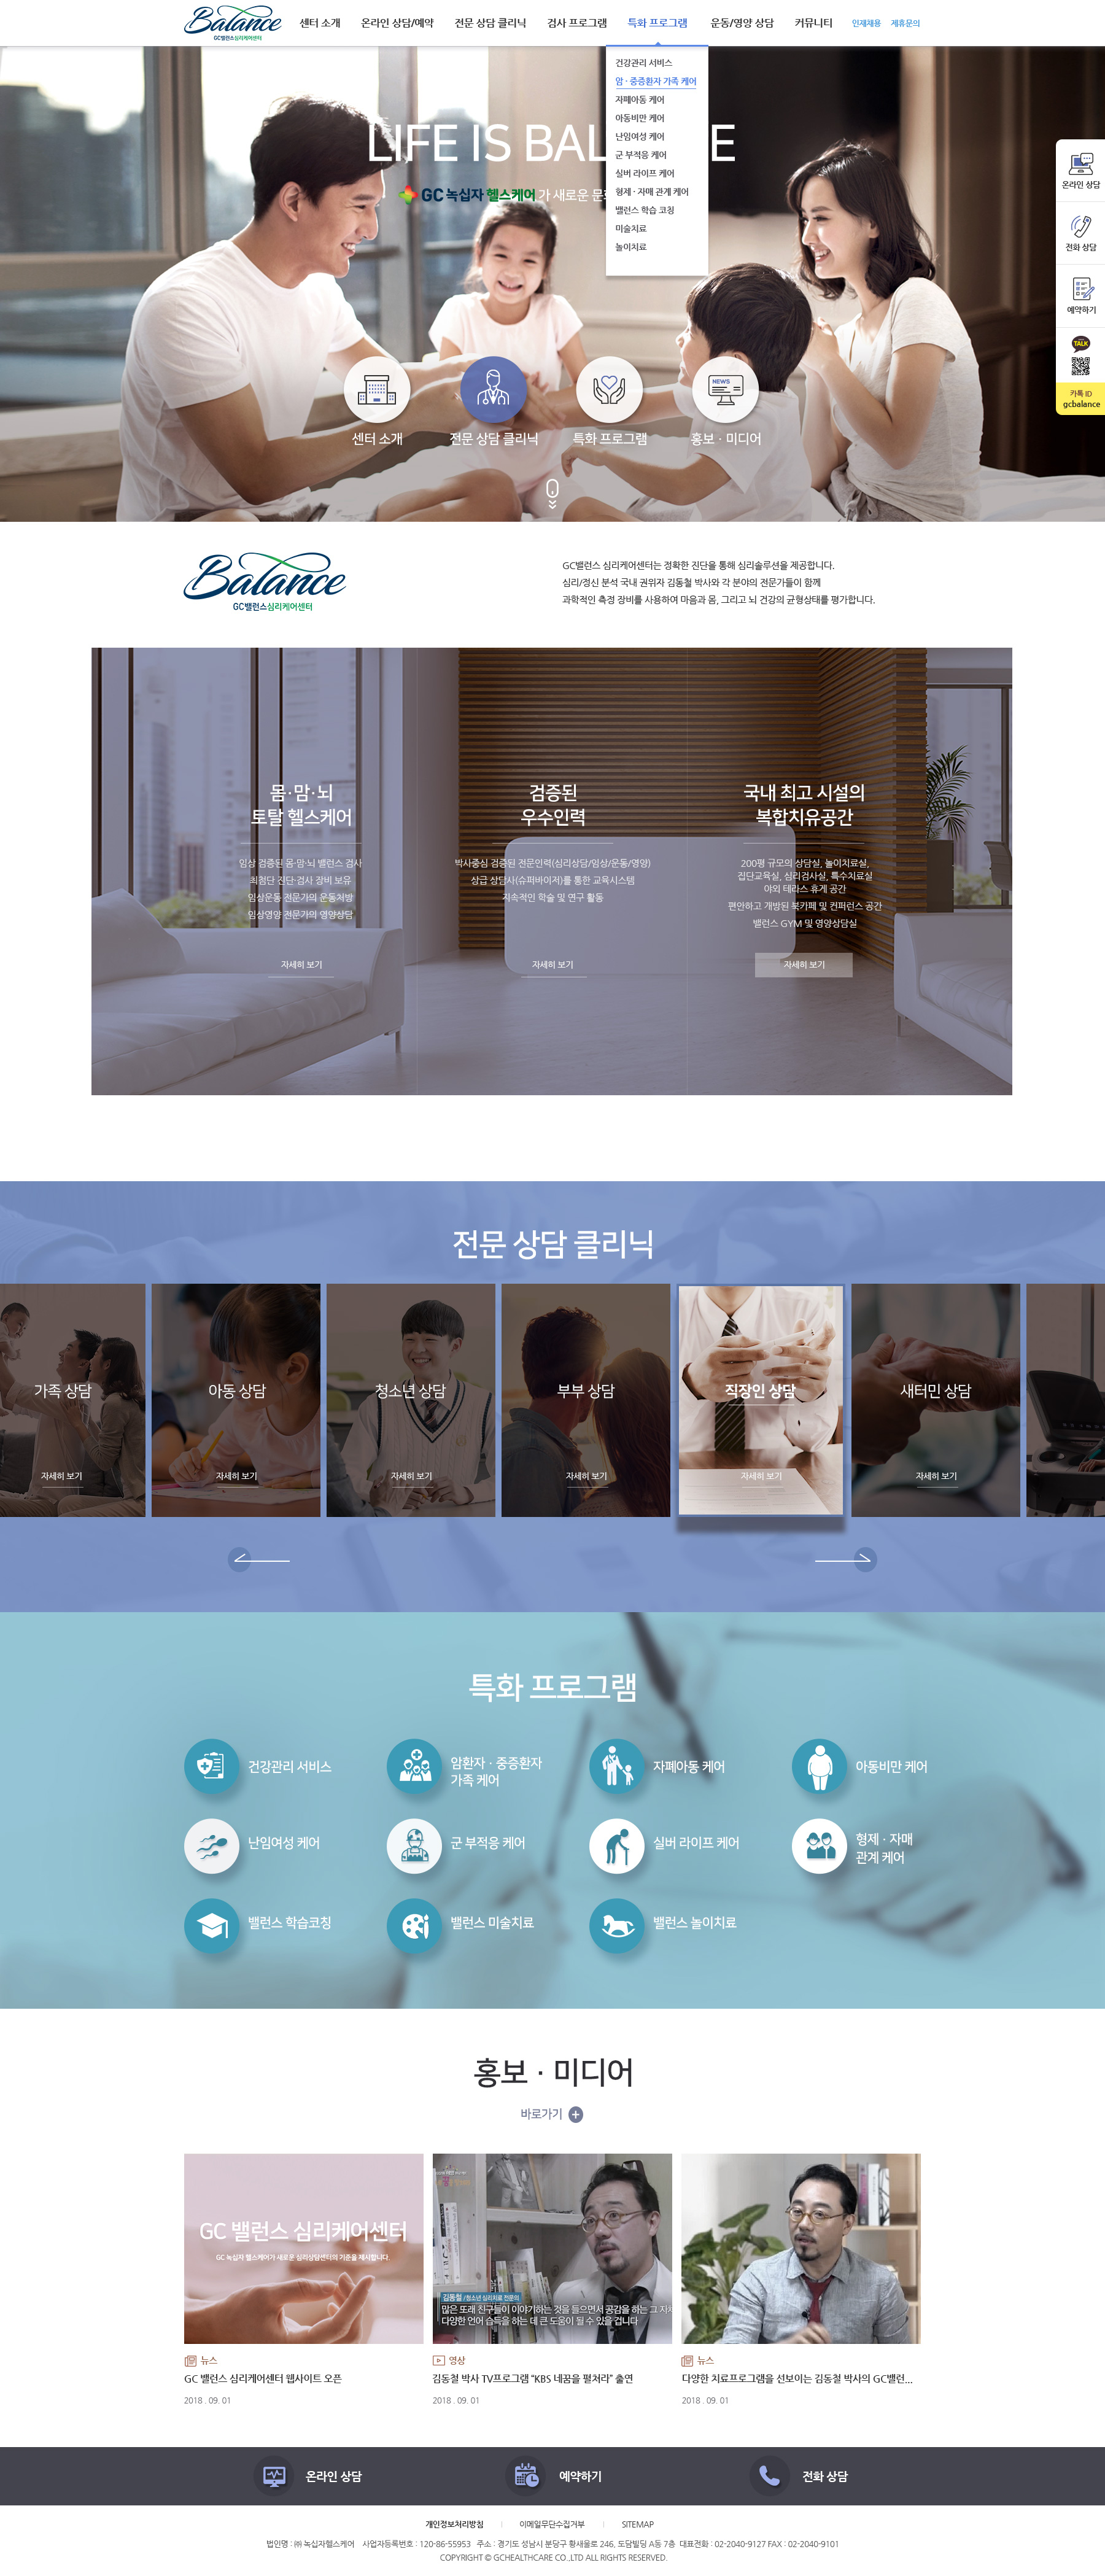 Balance
GC밸런스심리케어센터
센터 소개
온라인 상담/예약
전문 상담 클리닉
검사 프로그램
특화 프로그램
운동/영양 상담
커뮤니티
인재채용
제휴문의
건강관리 서비스
암 · 중증환자 가족 케어
자폐아동 케어
아동비만 케어
난임여성 케어
군 부적응 케어
실버 라이프 케어
형제 · 자매 관계 케어
밸런스 학습 코칭
미술치료
놀이치료
LIFE IS BAL E
GC 녹십자 헬스케어 가 새로운
온라인 상담
전화 상담
예약하기
TALK
카톡 ID
gcbalance
NEWS
센터 소개
전문 상담 클리닉
특화 프로그램
홍보 · 미디어
Balance
GC밸런스심리케어센터
GC밸런스 심리케어센터는 정확한 진단을 통해 심리솔루션을 제공합니다.
심리/정신 분석 국내 권위자 김동철 박사와 각 분야의 전문가들이 함께
과학적인 측정 장비를 사용하여 마음과 몸, 그리고 뇌 건강의 균형상태를 평가합니다.
몸·맘·뇌
토탈 헬스케어
임상 검증된 몸·맘·뇌 밸런스 검사
최첨단 진단·검사 장비 보유
임상운동 전문가의 운동처방
임상영양 전문가의 영양상담
자세히 보기
검증된
우수인력
박사중심 검증된 전문인력(심리상담/임상/운동/영양)
상급 상담사(슈퍼바이저)를 통한 교육시스템
지속적인 학술 및 연구 활동
자세히 보기
국내 최고 시설의
복합치유공간
200평 규모의 상담실, 놀이치료실,
집단교육실, 심리검사실, 특수치료실
야외 테라스 휴게 공간
편안하고 개방된 북카페 및 컨퍼런스 공간
밸런스 GYM 및 영양상담실
자세히 보기
전문 상담 클리닉
가족 상담
자세히 보기
아동 상담
자세히 보기
청소년 상담
자세히 보기
부부 상담
자세히 보기
직장인 상담
자세히 보기
새터민 상담
자세히 보기
특화 프로그램
건강관리 서비스
암환자 · 중증환자
가족 케어
자폐아동 케어
아동비만 케어
난임여성 케어
군 부적응 케어
실버 라이프 케어
형제 · 자매
관계 케어
밸런스 학습코칭
밸런스 미술치료
밸런스 놀이치료
홍보 · 미디어
바로가기
GC 밸런스 심리케어센터
GC 녹십자 헬스케어가 새로운 심리상담센터의 기준을 제시합니다.
뉴스
GC 밸런스 심리케어센터 웹사이트 오픈
2018 . 09. 01
김동철 /청소년 심리치료 전문의
많은 또래 친구들이 이야기하는 것을 들으면서 공감을 하는 그 자체
다양한 언어 습득을 하는 데 큰 도움이 될 수 있을 겁니다
영상
김동철 박사 TV프로그램 "KBS 네꿈을 펼쳐라" 출연
2018 . 09. 01
뉴스
다양한 치료프로그램을 선보이는 김동철 박사의 GC밸런...
2018 . 09. 01
온라인 상담
예약하기
전화 상담
개인정보처리방침
이메일무단수집거부
SITEMAP
법인명 : ㈜ 녹십자헬스케어 사업자등록번호 : 120-86-55953 주소 : 경기도 성남시 분당구 황새울로 246, 도담빌딩 A동 7층 대표전화 : 02-2040-9127 FAX : 02-2040-9101
COPYRIGHT © GCHEALTHCARE CO.,LTD ALL RIGHTS RESERVED.